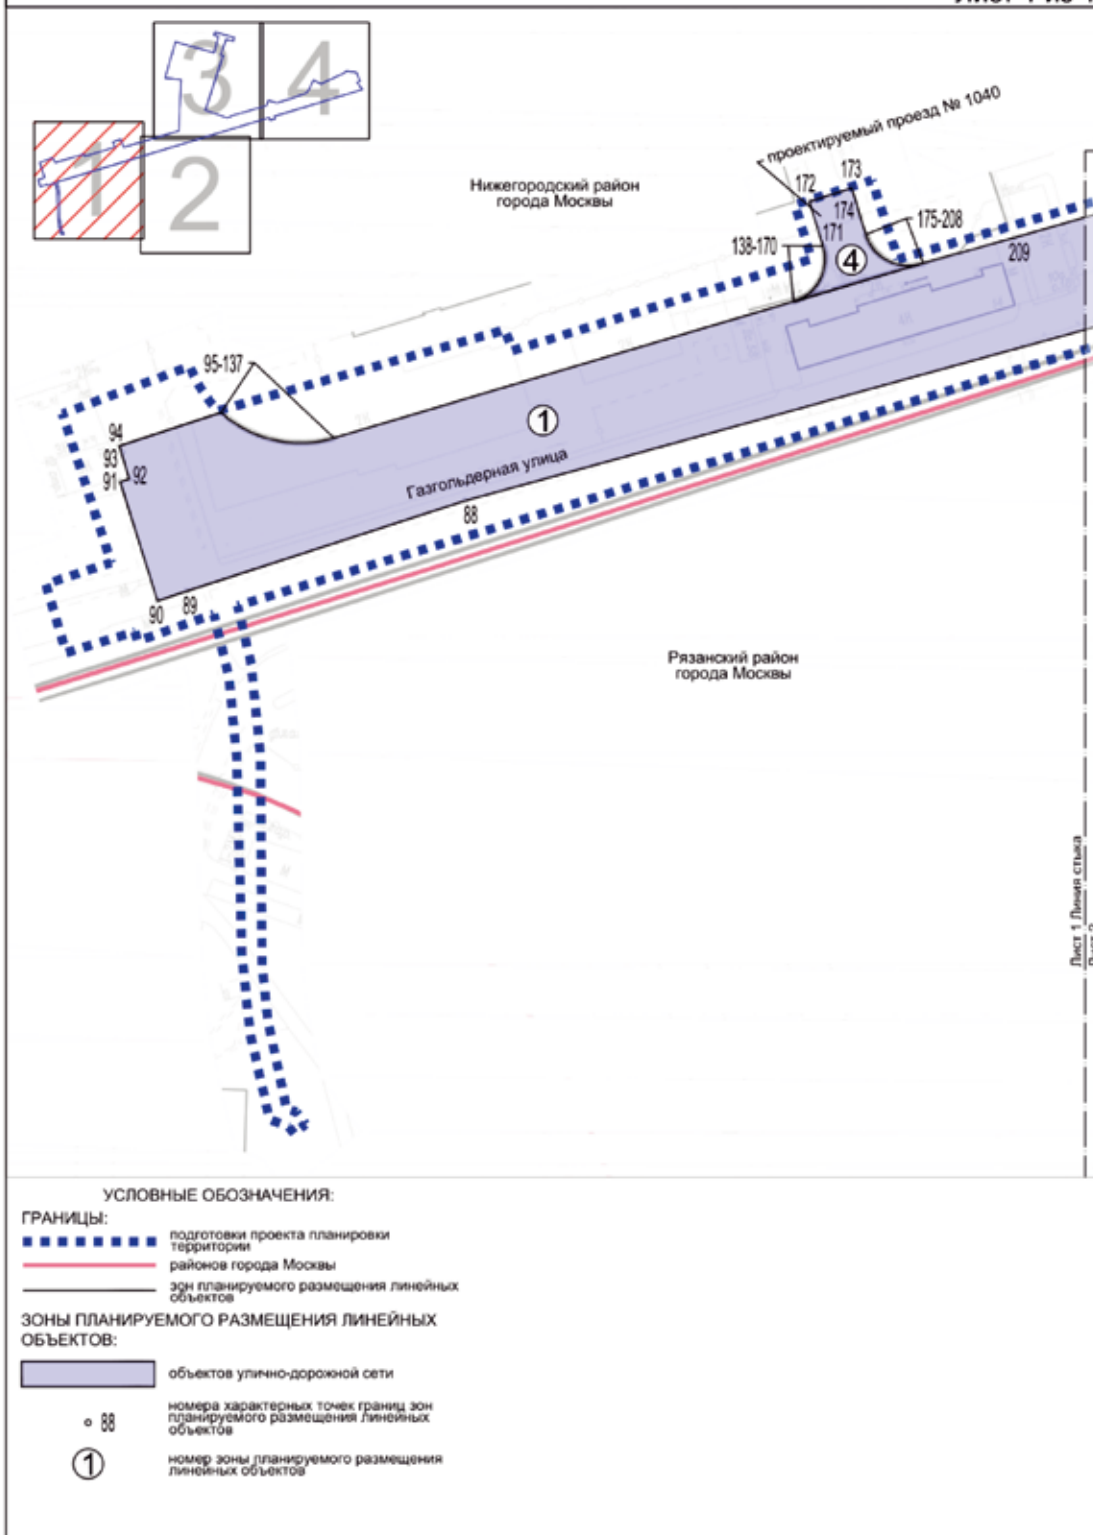 3
4
1
2
проектируемый проезд № 1040
Нижегородский район
города Москвы
172
173
174
171
175-208
138-170
4
209
95-137
94
93
92
91
1
Газгольдерная улица
88
90
89
Рязанский район
города Москвы
Лист 1 Линия стыка
УСЛОВНЫЕ ОБОЗНАЧЕНИЯ:
ГРАНИЦЫ:
подготовки проекта планировки
территории
районов города Москвы
зон планируемого размещения линейных
объектов
ЗОНЫ ПЛАНИРУЕМОГО РАЗМЕЩЕНИЯ ЛИНЕЙНЫХ
ОБЪЕКТОВ:
объектов улично-дорожной сети
88
номера характерных точек границ зон
планируемого размещения линейных
объектов
1
номер зоны планируемого размещения
линейных объектов